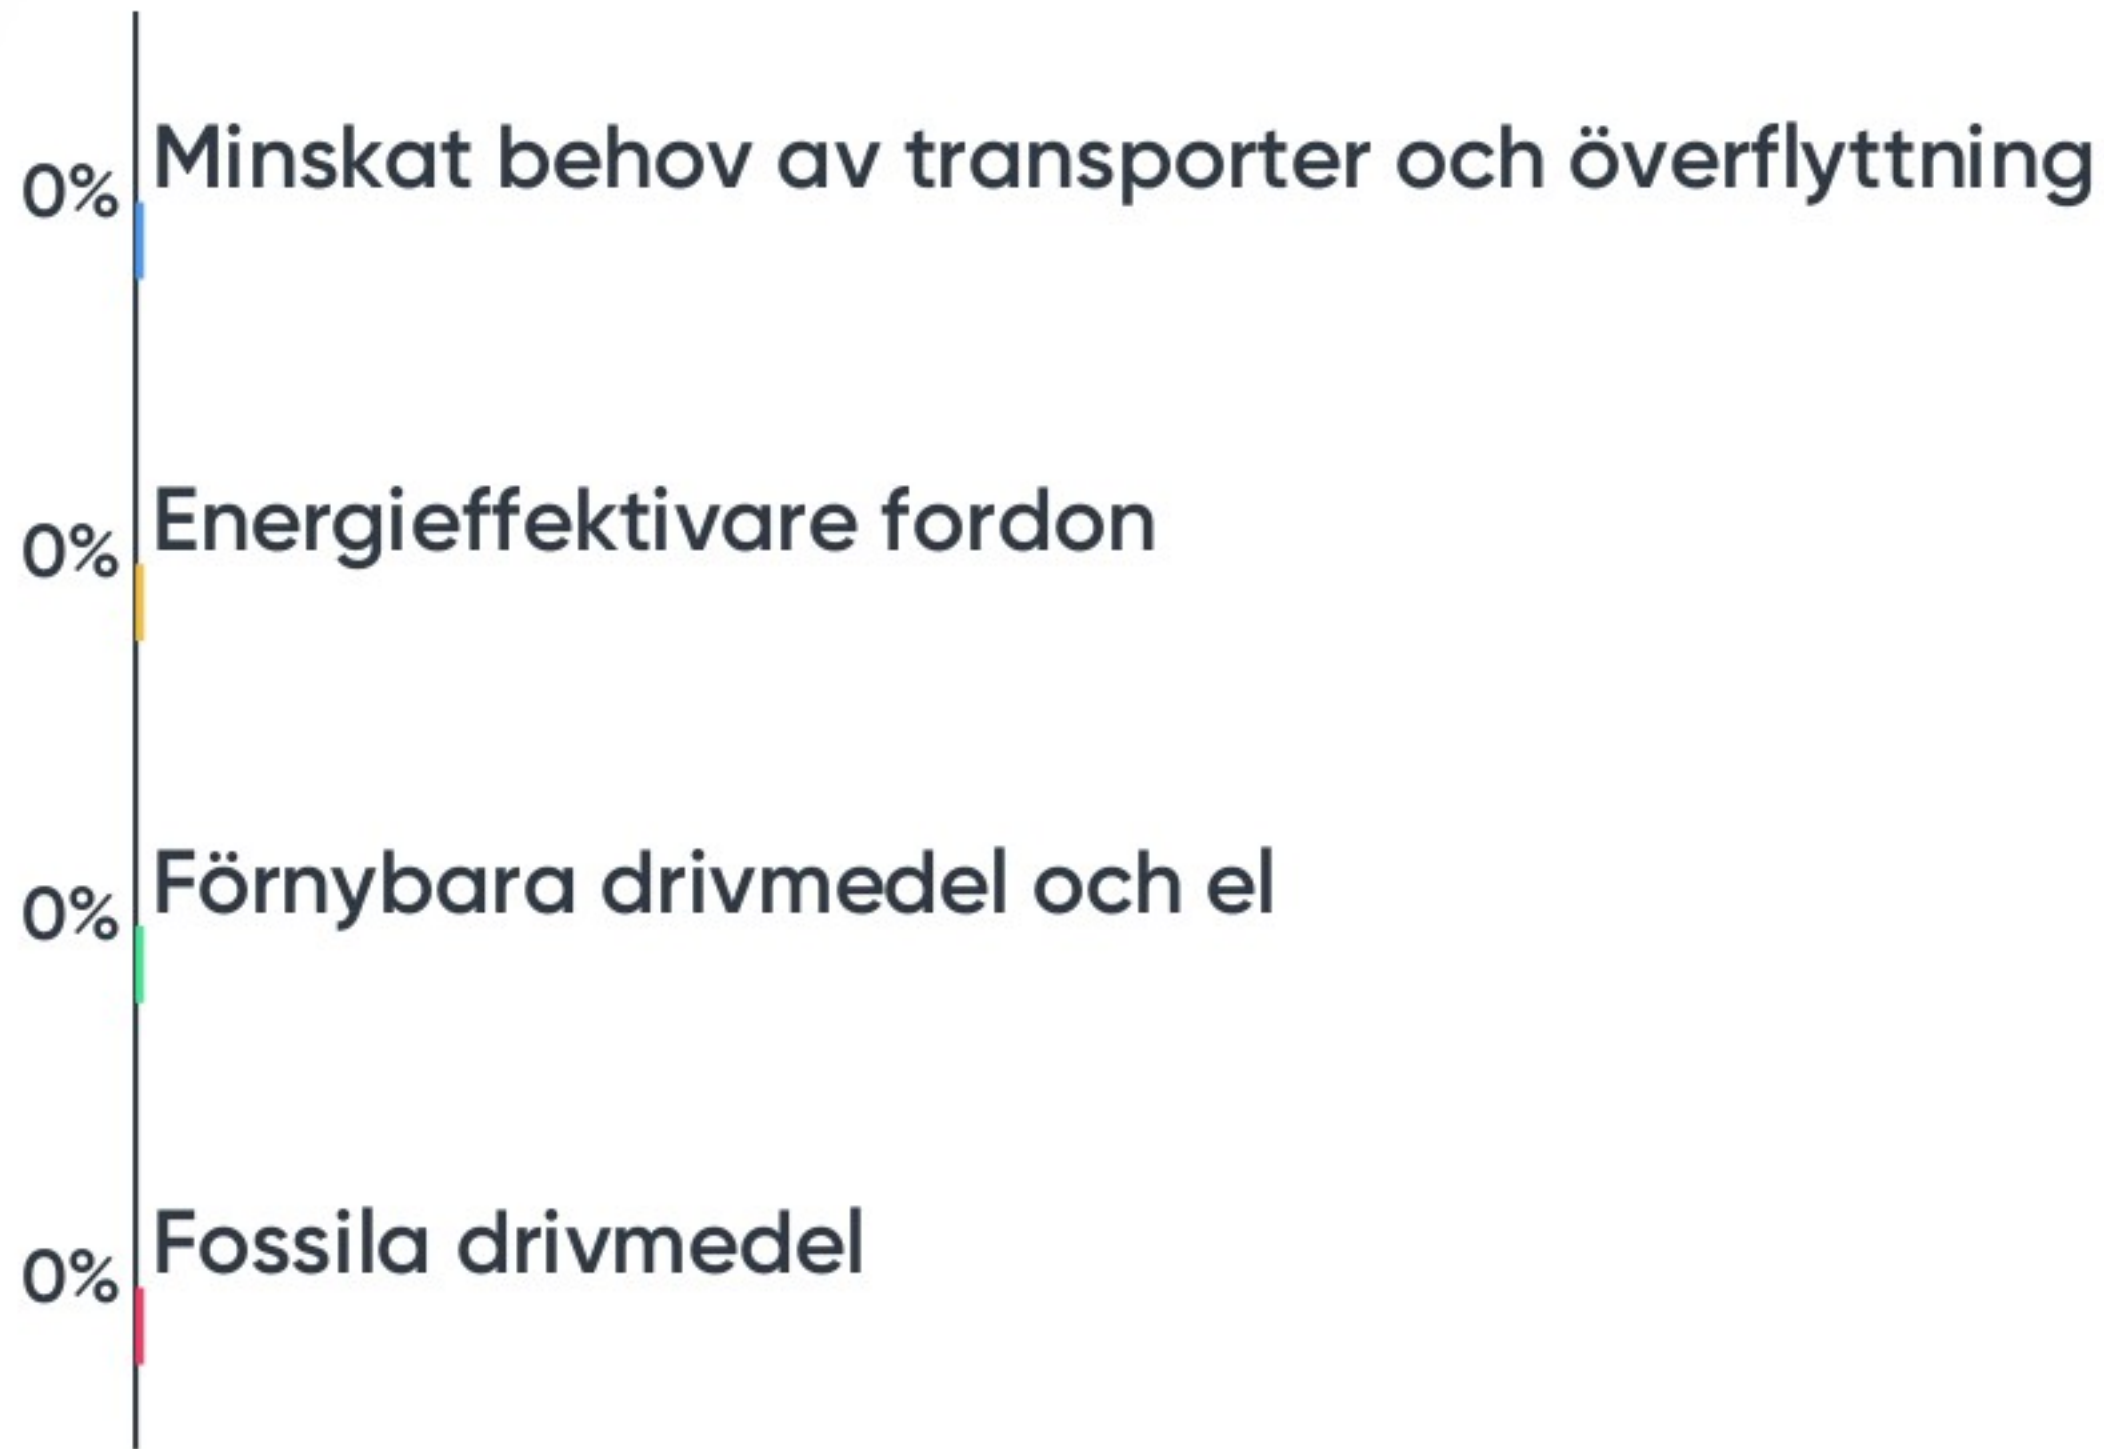 Minskat behov av transporter och överflyttning
0%
Energieffektivare fordon
0%
Förnybara drivmedel och el
0%
Fossila drivmedel
0%